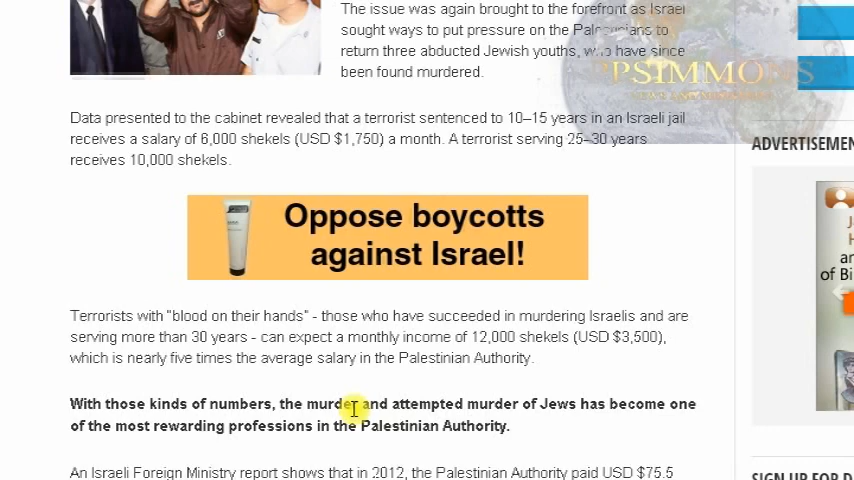 The issue was again brought to the forefront as Israel
sought ways to put pressure on the Palestinians to
return three abducted Jewish youths, who have since
been found murdered.
PPSIMMONS
Data presented to the cabinet revealed that a terrorist sentenced to 10–15 years in an Israeli jail
receives a salary of 6,000 shekels (USD $1,750) a month. A terrorist serving 25–30 years
receives 10,000 shekels.
ADVERTISEMEN
Oppose boycotts
against Israel!
of Bi
Terrorists with "blood on their hands" - those who have succeeded in murdering Israelis and are
serving more than 30 years - can expect a monthly income of 12,000 shekels (USD $3,500),
which is nearly five times the average salary in the Palestinian Authority.
With those kinds of numbers, the murder and attempted murder of Jews has become one
of the most rewarding professions in the Palestinian Authority.
An Israeli Foreign Ministry report shows that in 2012, the Palestinian Authority paid USD $75.5
SIGN UP FOR D